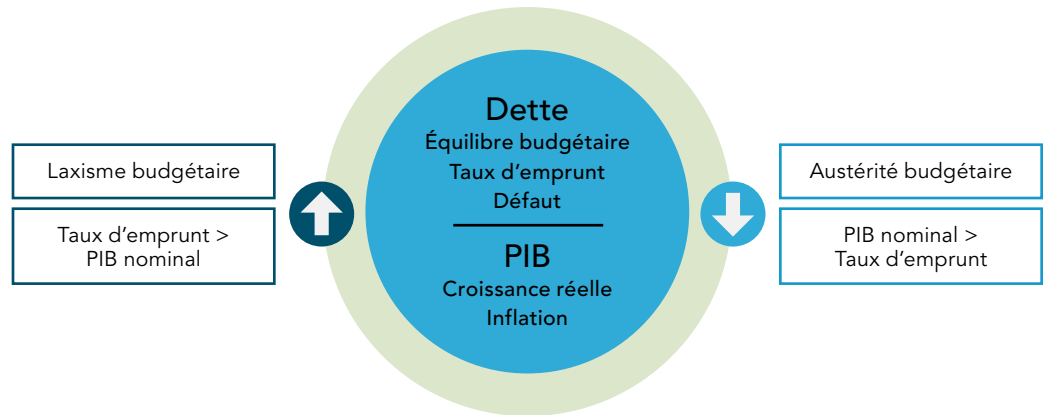 Laxisme budgétaire
Taux d'emprunt >
PIB nominal
Dette
Équilibre budgétaire
Taux d'emprunt
Défaut
PIB
Croissance réelle
Inflation
Austérité budgétaire
PIB nominal >
Taux d'emprunt